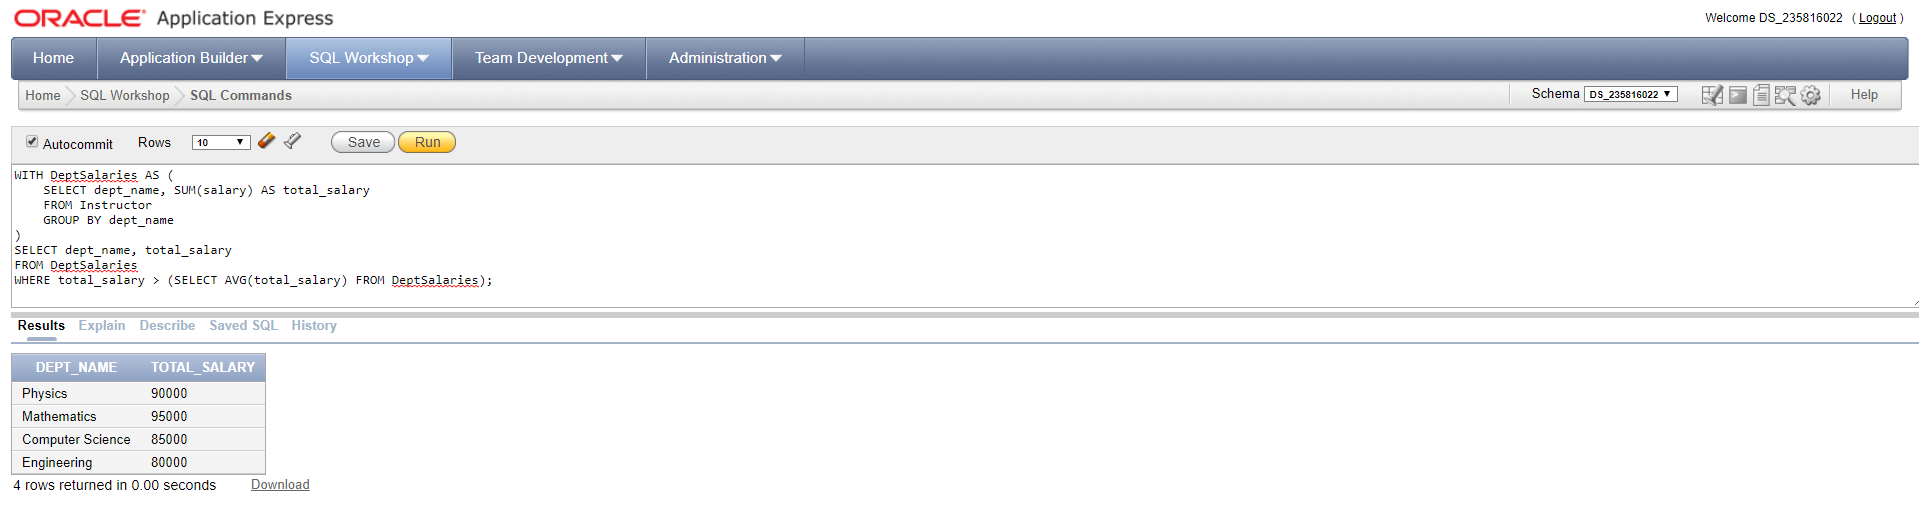 ORACLE Application Express
Welcome DS_235816022 ( Logout )
Home Application Builder SQL Workshop Team Development Administration
Home SQL Workshop SQL Commands Schema DS_235816022 Help
Autocommit Rows 10 Save Run
WITH DeptSalaries AS (
    SELECT dept_name, SUM(salary) AS total_salary
    FROM Instructor
    GROUP BY dept_name
)
SELECT dept_name, total_salary
FROM DeptSalaries
WHERE total_salary > (SELECT AVG(total_salary) FROM DeptSalaries);
Results Explain Describe Saved SQL History
DEPT_NAME TOTAL_SALARY
Physics 90000
Mathematics 95000
Computer Science 85000
Engineering 80000
4 rows returned in 0.00 seconds Download